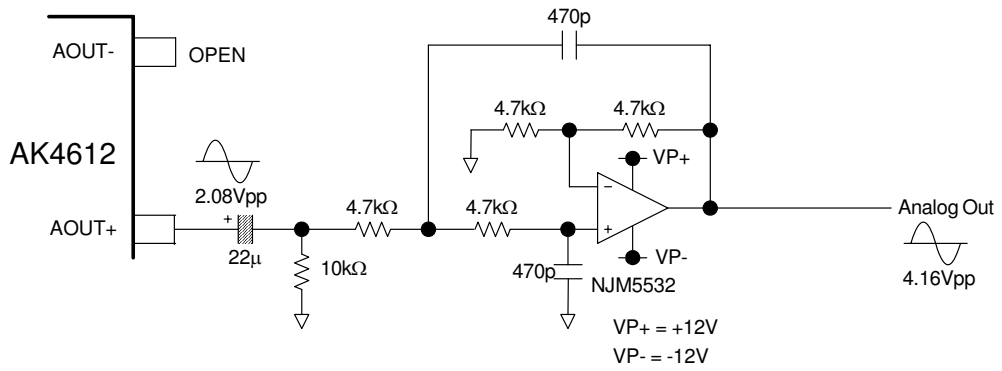 470p
AOUT-
OPEN
4.7kΩ
4.7kΩ
AK4612
VP+
2.08Vpp
−
4.7kΩ
4.7kΩ
Analog Out
AOUT+
+
+
22μ
VP-
10kΩ
470p
NJM5532
4.16Vpp
VP+ = +12V
VP- = -12V